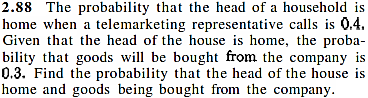 2.88 The probability that the head of a household is
home when a telemarketing representative calls is 0.4.
Given that the head of the house is home, the proba-
bility that goods will be bought from the company is
0.3. Find the probability that the head of the house is
home and goods being bought from the company.